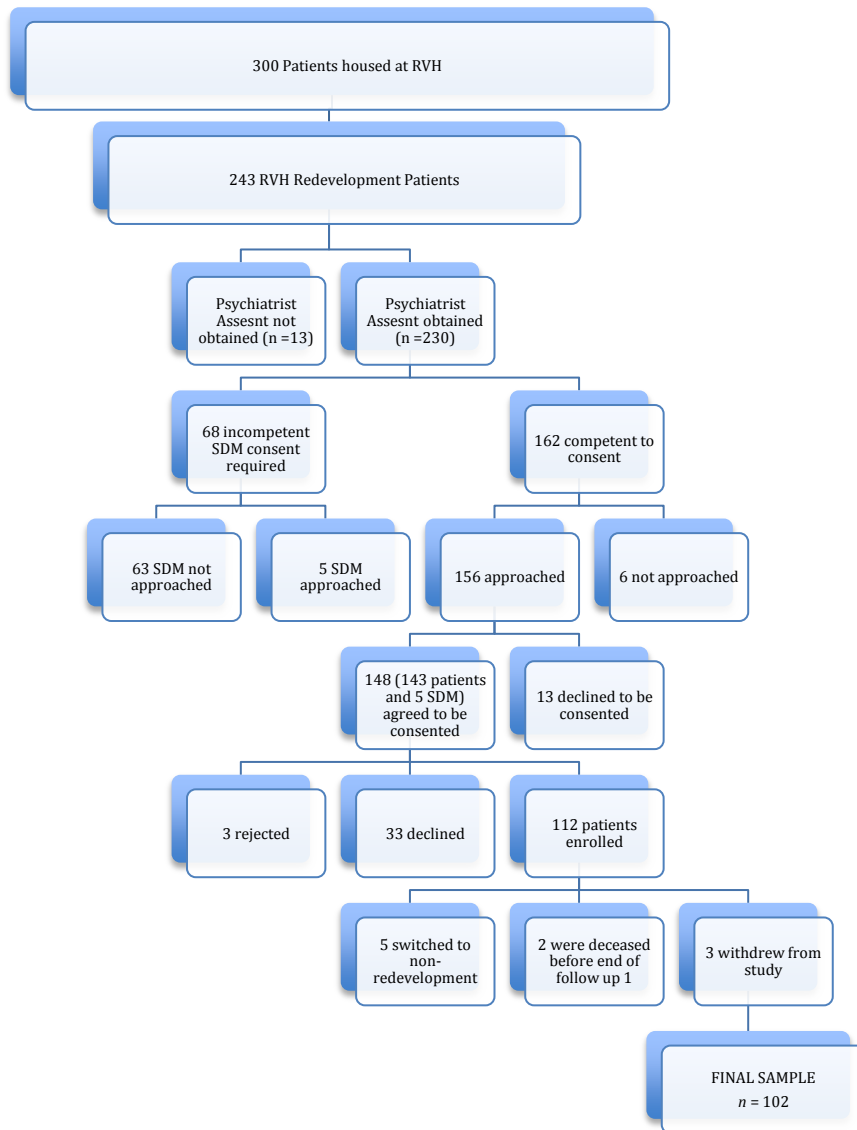 300 Patients housed at RVH
243 RVH Redevelopment Patients
Psychiatrist
Assesnt not
obtained (n =13)
Psychiatrist
Assesnt obtained
(n =230)
68 incompetent
SDM consent
required
162 competent to
consent
63 SDM not
approached
5 SDM
approached
156 approached
6 not approached
148 (143 patients
and 5 SDM)
agreed to be
consented
13 declined to be
consented
3 rejected
33 declined
112 patients
enrolled
5 switched to
non-
redevelopment
2 were deceased
before end of
follow up 1
3 withdrew from
study
FINAL SAMPLE
n = 102